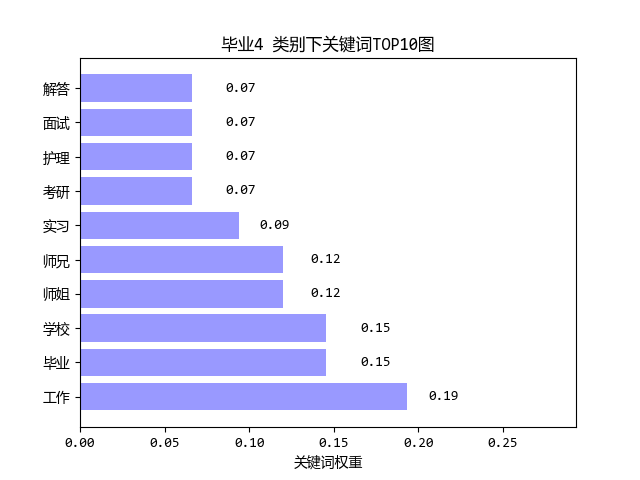 毕业4 类别下关键词TOP10图
解答 0.07
面试 0.07
护理 0.07
考研 0.07
实习 0.09
师兄 0.12
师姐 0.12
学校 0.15
毕业 0.15
工作 0.19
0.00 0.05 0.10 0.15 0.20 0.25
关键词权重